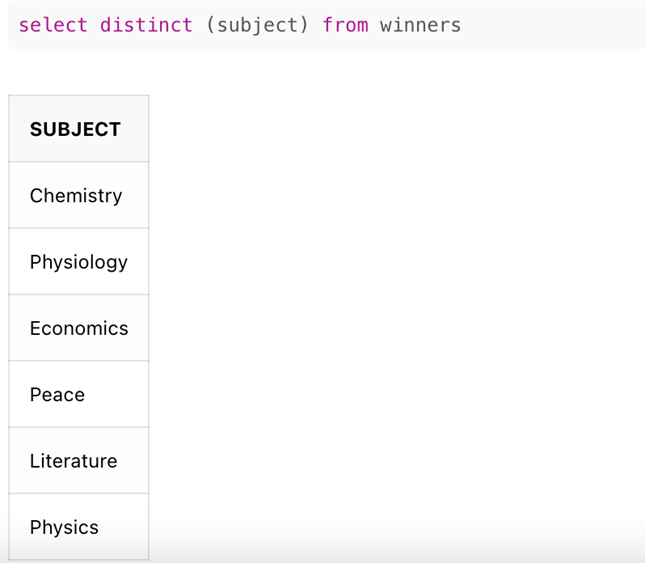 select distinct (subject) from winners
SUBJECT
Chemistry
Physiology
Economics
Peace
Literature
Physics